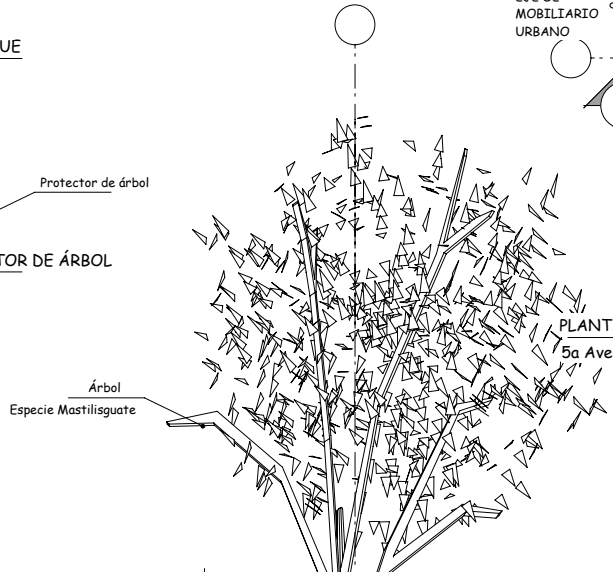 MOBILIARIO
URBANO
UE
Protector de árbol
TOR DE ÁRBOL
PLANT
5a Ave
Árbol
Especie Mastilisguate